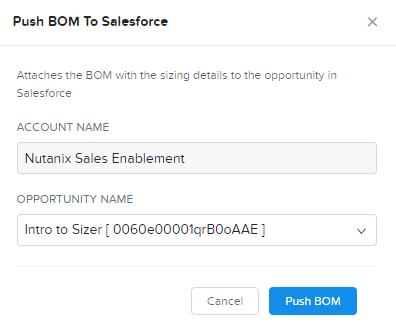 Push BOM To Salesforce
Attaches the BOM with the sizing details to the opportunity in
Salesforce
ACCOUNT NAME
Nutanix Sales Enablement
OPPORTUNITY NAME
Intro to Sizer [ 0060e00001qrB0oAAE ]
Cancel
Push BOM